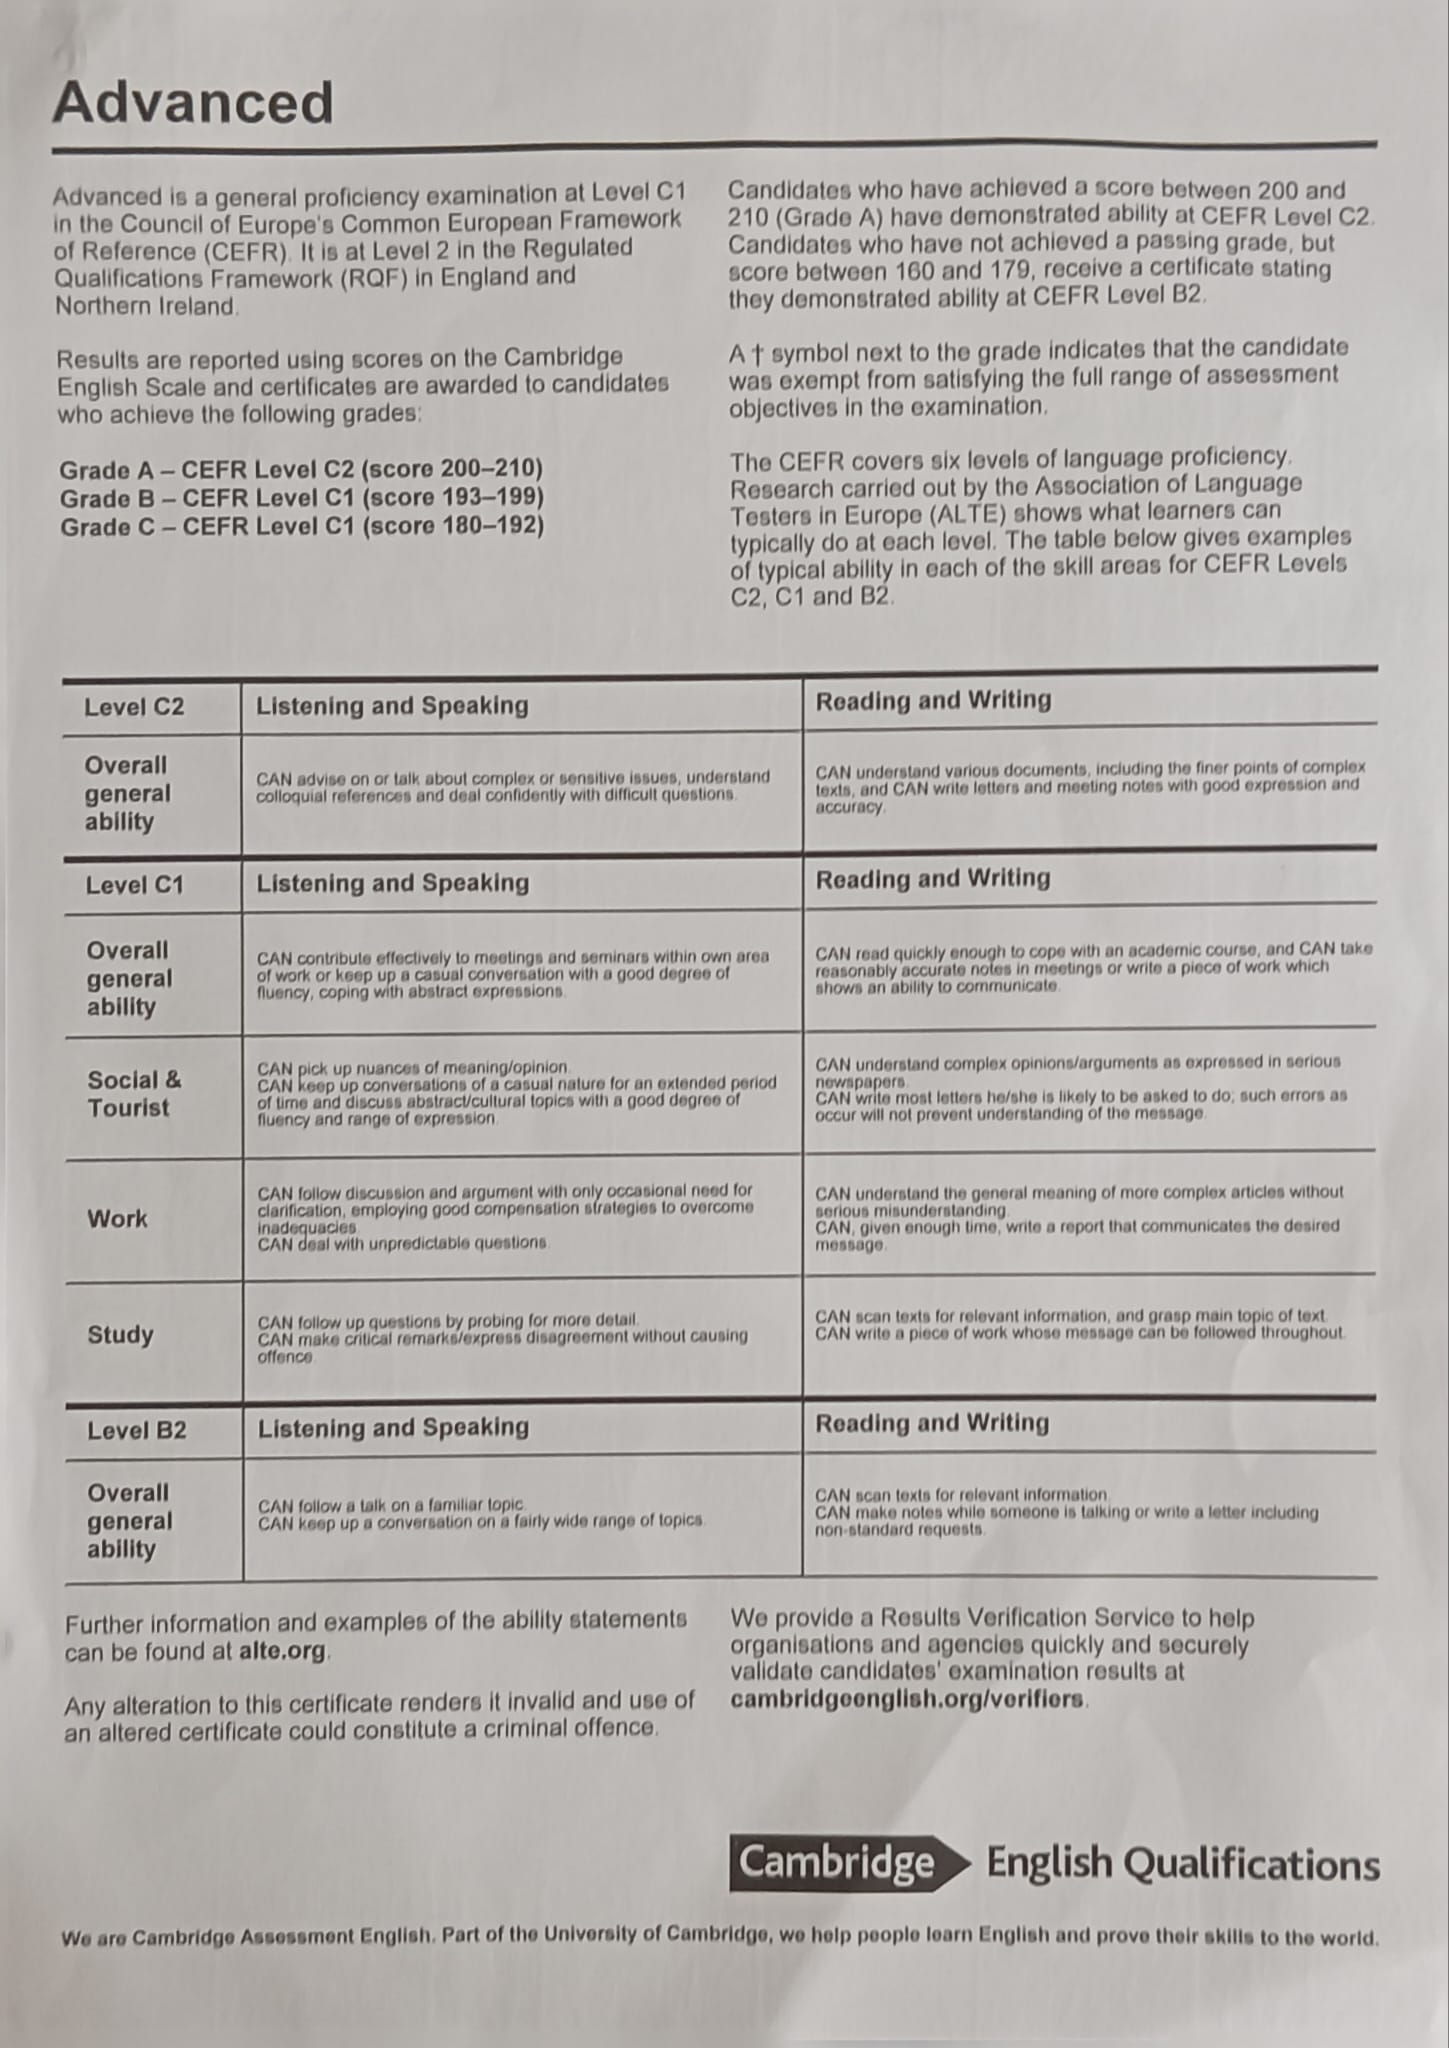 Advanced
Advanced is a general proficiency examination at Level C1
in the Council of Europe's Common European Framework
of Reference (CEFR). It is at Level 2 in the Regulated
Qualifications Framework (RQF) in England and
Northern Ireland.
Results are reported using scores on the Cambridge
English Scale and certificates are awarded to candidates
who achieve the following grades:
Grade A – CEFR Level C2 (score 200–210)
Grade B – CEFR Level C1 (score 193–199)
Grade C – CEFR Level C1 (score 180–192)
Candidates who have achieved a score between 200 and
210 (Grade A) have demonstrated ability at CEFR Level C2.
Candidates who have not achieved a passing grade, but
score between 160 and 179, receive a certificate stating
they demonstrated ability at CEFR Level B2.
A † symbol next to the grade indicates that the candidate
was exempt from satisfying the full range of assessment
objectives in the examination.
The CEFR covers six levels of language proficiency.
Research carried out by the Association of Language
Testers in Europe (ALTE) shows what learners can
typically do at each level. The table below gives examples
of typical ability in each of the skill areas for CEFR Levels
C2, C1 and B2.
Level C2
Listening and Speaking
Reading and Writing
Overall
general
ability
CAN advise on or talk about complex or sensitive issues, understand
colloquial references and deal confidently with difficult questions.
CAN understand various documents, including the finer points of complex
texts, and CAN write letters and meeting notes with good expression and
accuracy.
Level C1
Listening and Speaking
Reading and Writing
Overall
general
ability
CAN contribute effectively to meetings and seminars within own area
of work or keep up a casual conversation with a good degree of
fluency, coping with abstract expressions.
CAN read quickly enough to cope with an academic course, and CAN take
reasonably accurate notes in meetings or write a piece of work which
shows an ability to communicate.
Social &
Tourist
CAN pick up nuances of meaning/opinion.
CAN keep up conversations of a casual nature for an extended period
of time and discuss abstract/cultural topics with a good degree of
fluency and range of expression.
CAN understand complex opinions/arguments as expressed in serious
newspapers.
CAN write most letters he/she is likely to be asked to do; such errors as
occur will not prevent understanding of the message.
Work
CAN follow discussion and argument with only occasional need for
clarification, employing good compensation strategies to overcome
inadequacies.
CAN deal with unpredictable questions.
CAN understand the general meaning of more complex articles without
serious misunderstanding.
CAN, given enough time, write a report that communicates the desired
message.
Study
CAN follow up questions by probing for more detail.
CAN make critical remarks/express disagreement without causing
offence.
CAN scan texts for relevant information, and grasp main topic of text.
CAN write a piece of work whose message can be followed throughout.
Level B2
Listening and Speaking
Reading and Writing
Overall
general
ability
CAN follow a talk on a familiar topic.
CAN keep up a conversation on a fairly wide range of topics.
CAN scan texts for relevant information.
CAN make notes while someone is talking or write a letter including
non-standard requests.
Further information and examples of the ability statements
can be found at alte.org.
Any alteration to this certificate renders it invalid and use of
an altered certificate could constitute a criminal offence.
We provide a Results Verification Service to help
organisations and agencies quickly and securely
validate candidates' examination results at
cambridgeenglish.org/verifiers.
Cambridge English Qualifications
We are Cambridge Assessment English. Part of the University of Cambridge, we help people learn English and prove their skills to the world.